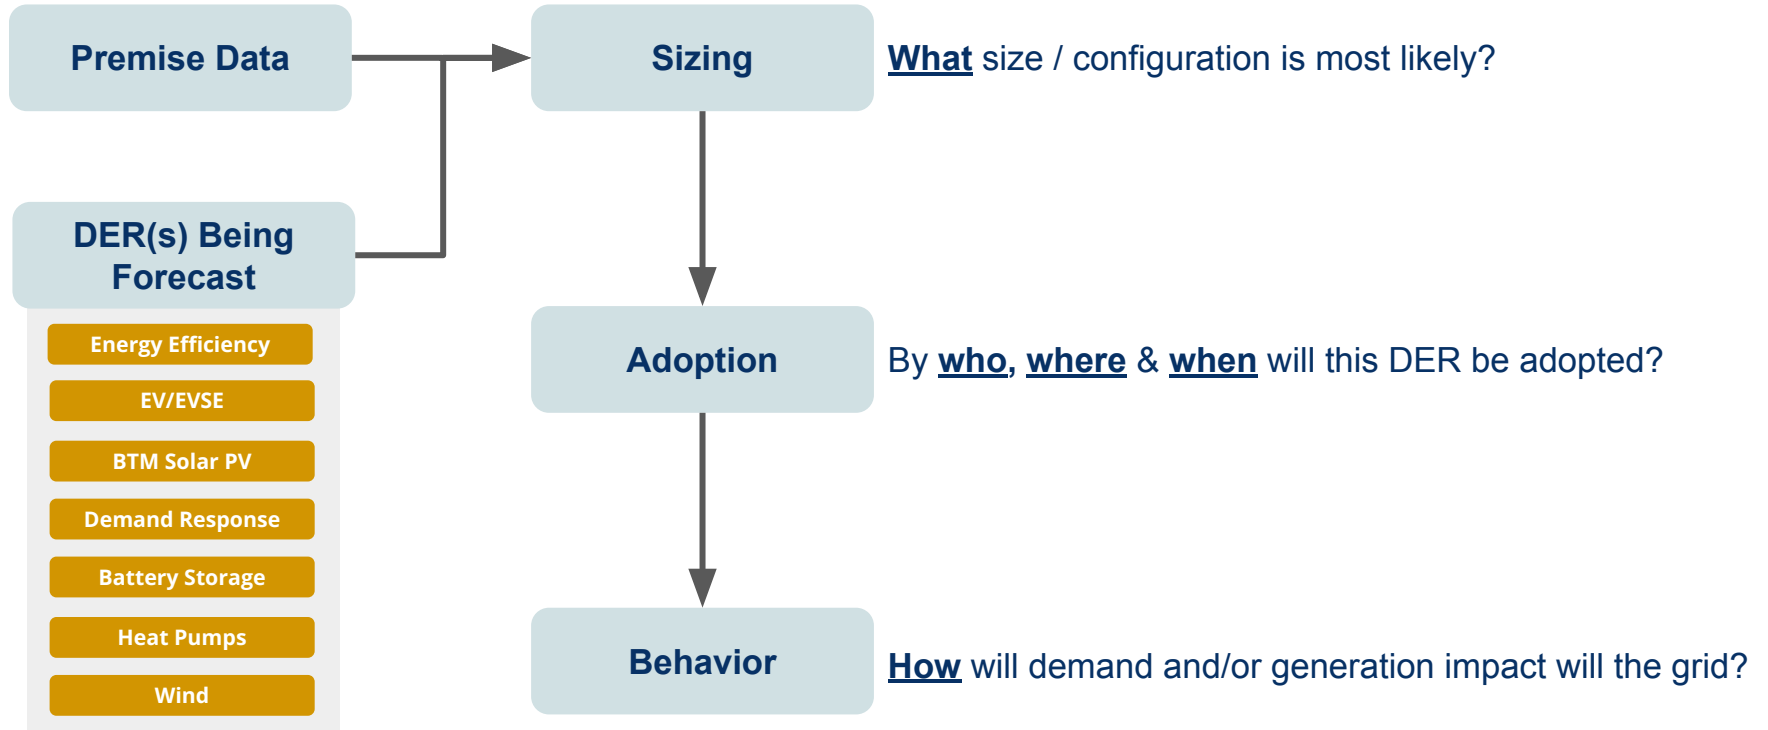 Premise Data
Sizing
What size / configuration is most likely?
DER(s) Being
Forecast
Energy Efficiency
EV/EVSE
BTM Solar PV
Demand Response
Battery Storage
Heat Pumps
Wind
Adoption
By who, where & when will this DER be adopted?
Behavior
How will demand and/or generation impact will the grid?